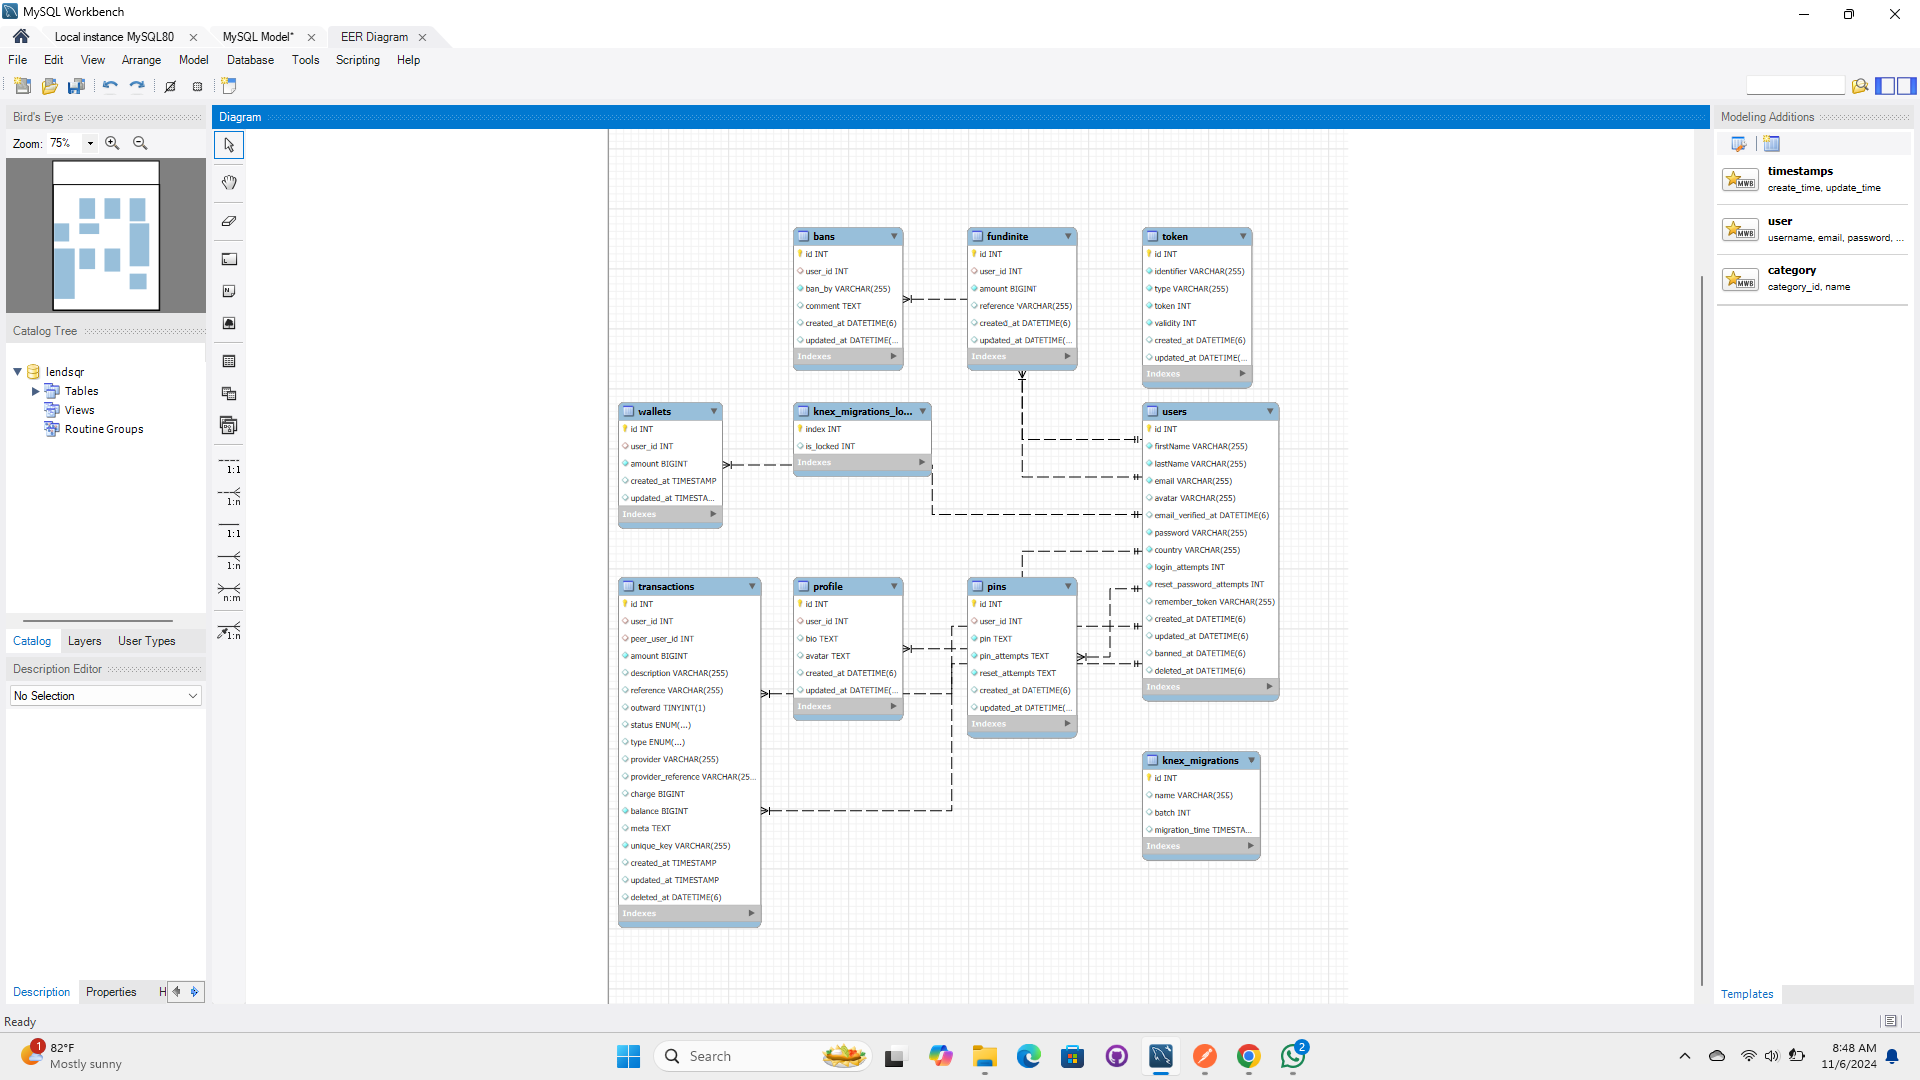 MySQL Workbench
Local instance MySQL80
MySQL Model*
EER Diagram
File Edit View Arrange Model Database Tools Scripting Help
Bird's Eye
Zoom: 75%
Catalog Tree
lendsqr
Tables
Views
Routine Groups
Catalog Layers User Types
Description Editor
No Selection
Description Properties H
Ready
Diagram
1:1
1:n
1:1
1:n
n:m
1:n
bans
id INT
user_id INT
ban_by VARCHAR(255)
comment TEXT
created_at DATETIME(6)
updated_at DATETIME(...
Indexes
fundinite
id INT
user_id INT
amount BIGINT
reference VARCHAR(255)
created_at DATETIME(6)
updated_at DATETIME(...
Indexes
token
id INT
identifier VARCHAR(255)
type VARCHAR(255)
token INT
validity INT
created_at DATETIME(6)
updated_at DATETIME(...
Indexes
wallets
id INT
user_id INT
amount BIGINT
created_at TIMESTAMP
updated_at TIMESTA...
Indexes
knex_migrations_lo...
index INT
is_locked INT
Indexes
users
id INT
firstName VARCHAR(255)
lastName VARCHAR(255)
email VARCHAR(255)
avatar VARCHAR(255)
email_verified_at DATETIME(6)
password VARCHAR(255)
country VARCHAR(255)
login_attempts INT
reset_password_attempts INT
remember_token VARCHAR(255)
created_at DATETIME(6)
updated_at DATETIME(6)
banned_at DATETIME(6)
deleted_at DATETIME(6)
Indexes
transactions
id INT
user_id INT
peer_user_id INT
amount BIGINT
description VARCHAR(255)
reference VARCHAR(255)
outward TINYINT(1)
status ENUM(...)
type ENUM(...)
provider VARCHAR(255)
provider_reference VARCHAR(25...
charge BIGINT
balance BIGINT
meta TEXT
unique_key VARCHAR(255)
created_at TIMESTAMP
updated_at TIMESTAMP
deleted_at DATETIME(6)
Indexes
profile
id INT
user_id INT
bio TEXT
avatar TEXT
created_at DATETIME(6)
updated_at DATETIME(...
Indexes
pins
id INT
user_id INT
pin TEXT
pin_attempts TEXT
reset_attempts TEXT
created_at DATETIME(6)
updated_at DATETIME(...
Indexes
knex_migrations
id INT
name VARCHAR(255)
batch INT
migration_time TIMESTA...
Indexes
Modeling Additions
MWB
timestamps
create_time, update_time
MWB
user
username, email, password, ...
MWB
category
category_id, name
Templates
1
82°F
Mostly sunny
Search
2
8:48 AM
11/6/2024